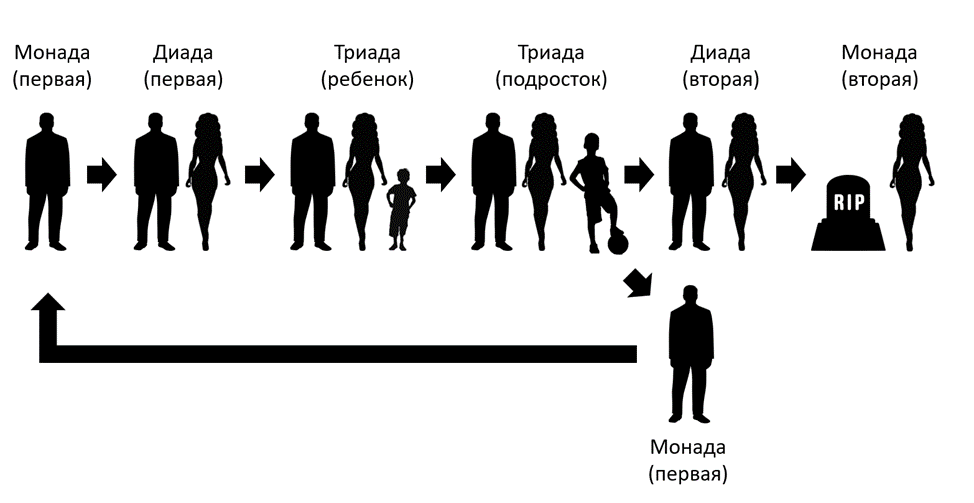 Монада
(первая)
Диада
(первая)
Триада
(ребенок)
Триада
(подросток)
Диада
(вторая)
Монада
(вторая)
RIP
Монада
(первая)